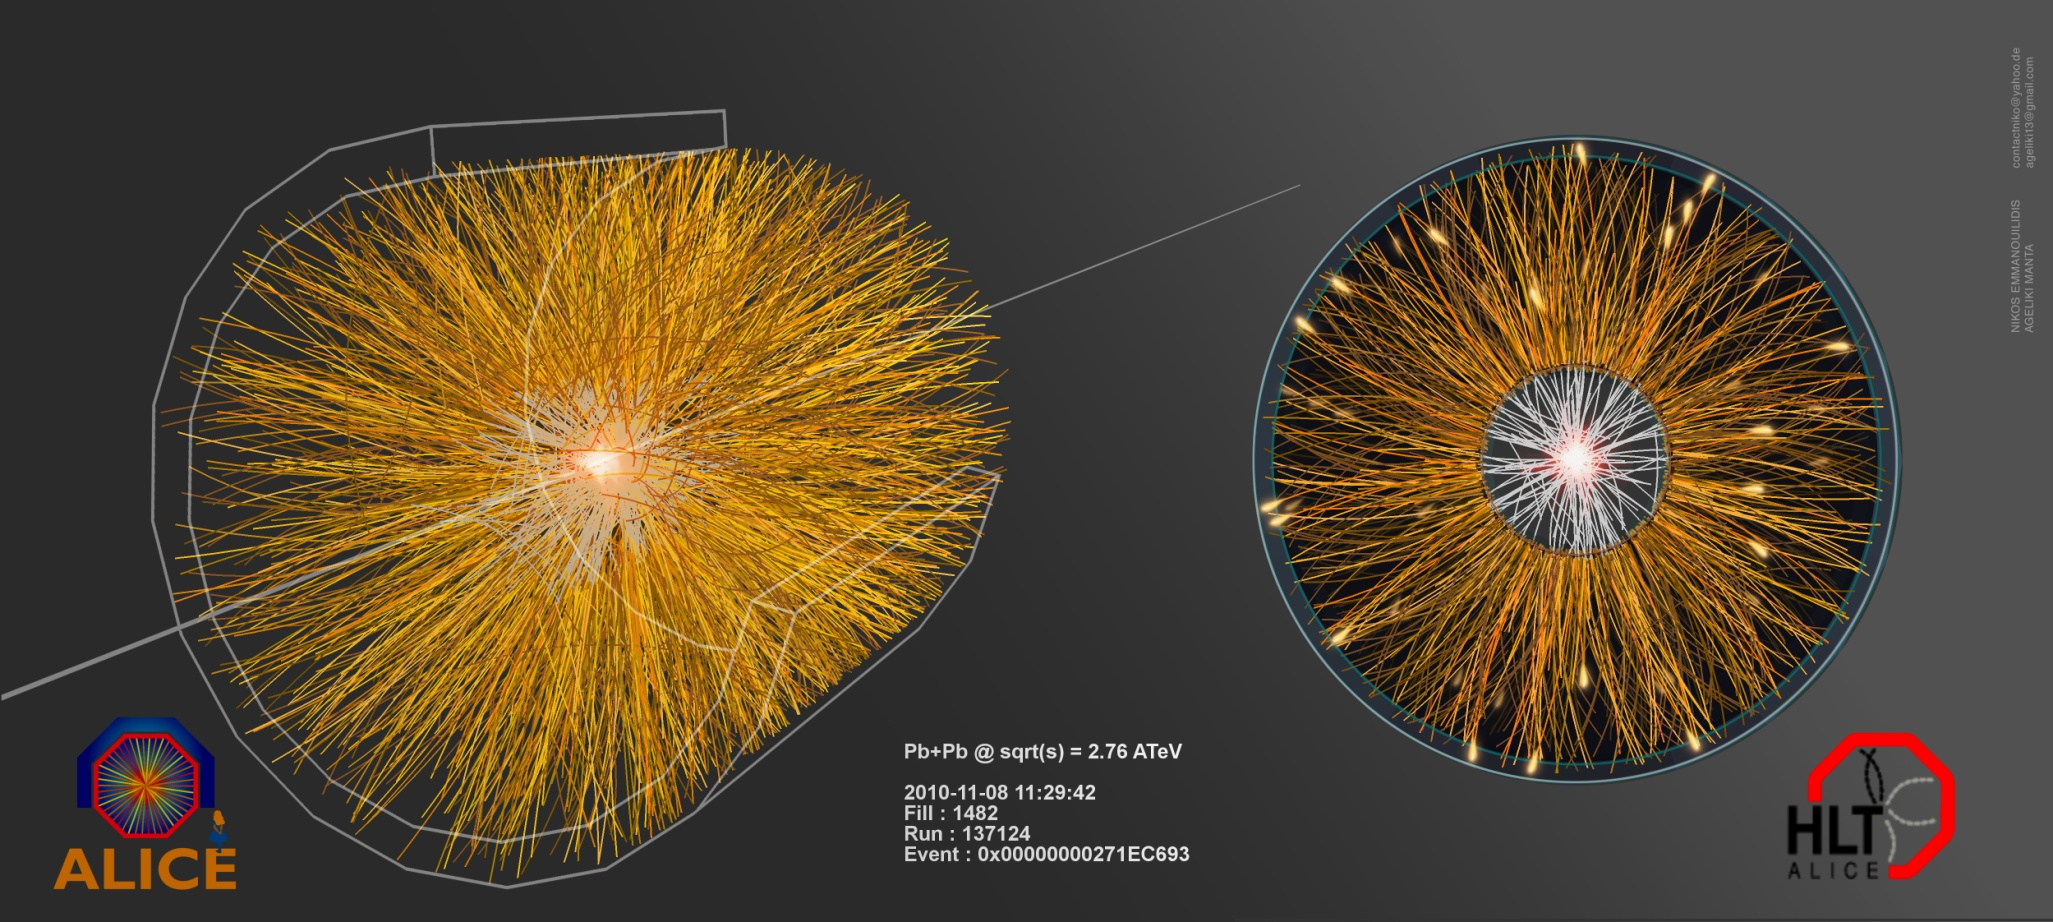 Pb+Pb @ sqrt(s) = 2.76 ATeV
2010-11-08 11:29:42
Fill : 1482
Run : 137124
Event : 0x00000000271EC693
ALICE
HLT
ALICE
NIKOS EMMANOUILIDIS contactniko@yahoo.de
AGELIKI MANTA ageliki13@gmail.com